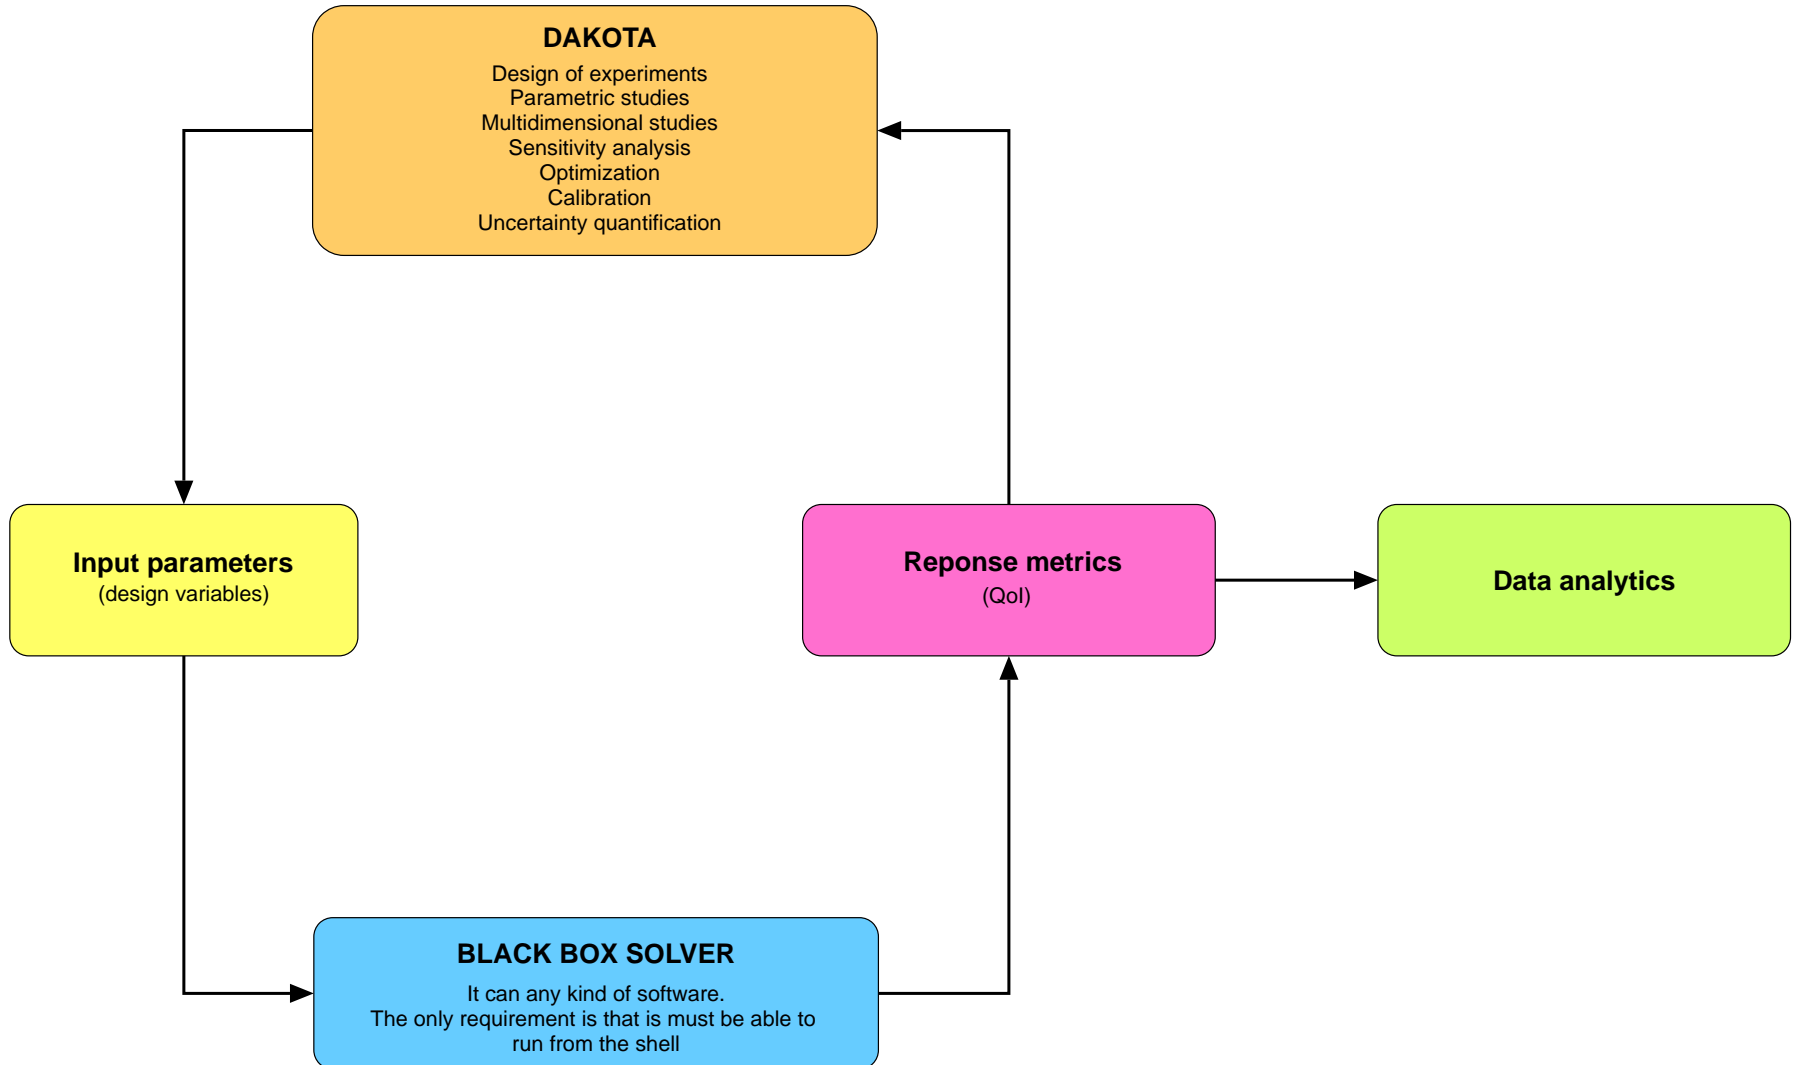 DAKOTA
Design of experiments
Parametric studies
Multidimensional studies
Sensitivity analysis
Optimization
Calibration
Uncertainty quantification
Input parameters
(design variables)
Reponse metrics
(QoI)
Data analytics
BLACK BOX SOLVER
It can any kind of software.
The only requirement is that is must be able to
run from the shell